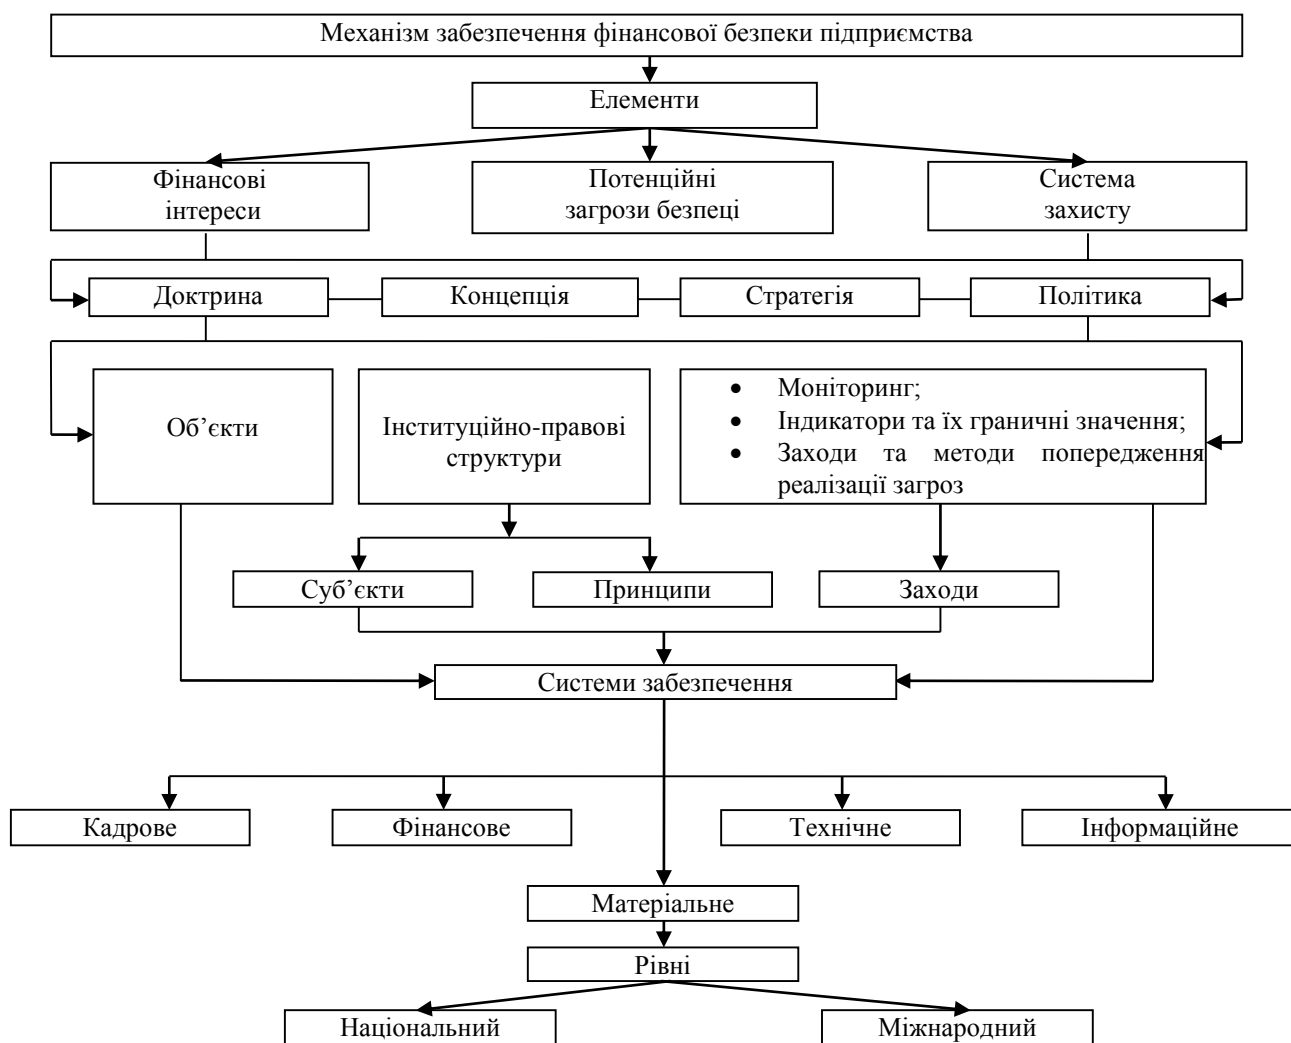 Механізм забезпечення фінансової безпеки підприємства
Елементи
Фінансові
інтереси
Потенційні
загрози безпеці
Система
захисту
Доктрина
Концепція
Стратегія
Політика
Об’єкти
Інституційно-правові
структури
• Моніторинг;
• Індикатори та їх граничні значення;
• Заходи та методи попередження
реалізації загроз
Суб’єкти
Принципи
Заходи
Системи забезпечення
Кадрове
Фінансове
Технічне
Інформаційне
Матеріальне
Рівні
Національний
Міжнародний